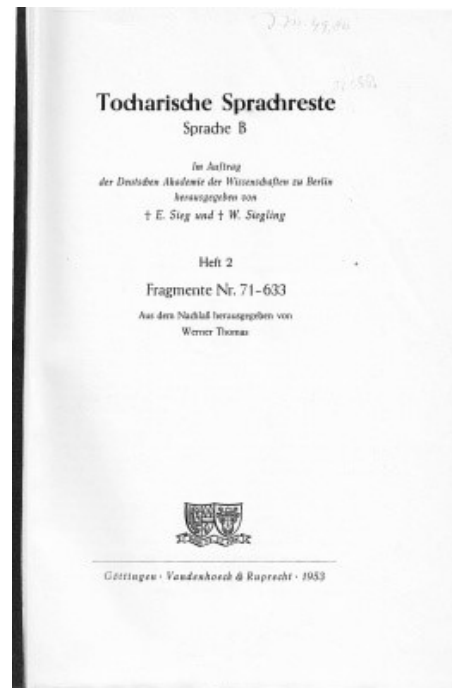 Tocharische Sprachreste
Sprache B
Im Auftrag
der Deutschen Akademie der Wissenschaften zu Berlin
herausgegeben von
† E. Sieg und † W. Siegling
Heft 2
Fragmente Nr. 71-633
Aus dem Nachlaß herausgegeben von
Werner Thomas
Göttingen · Vandenhoeck & Ruprecht · 1953